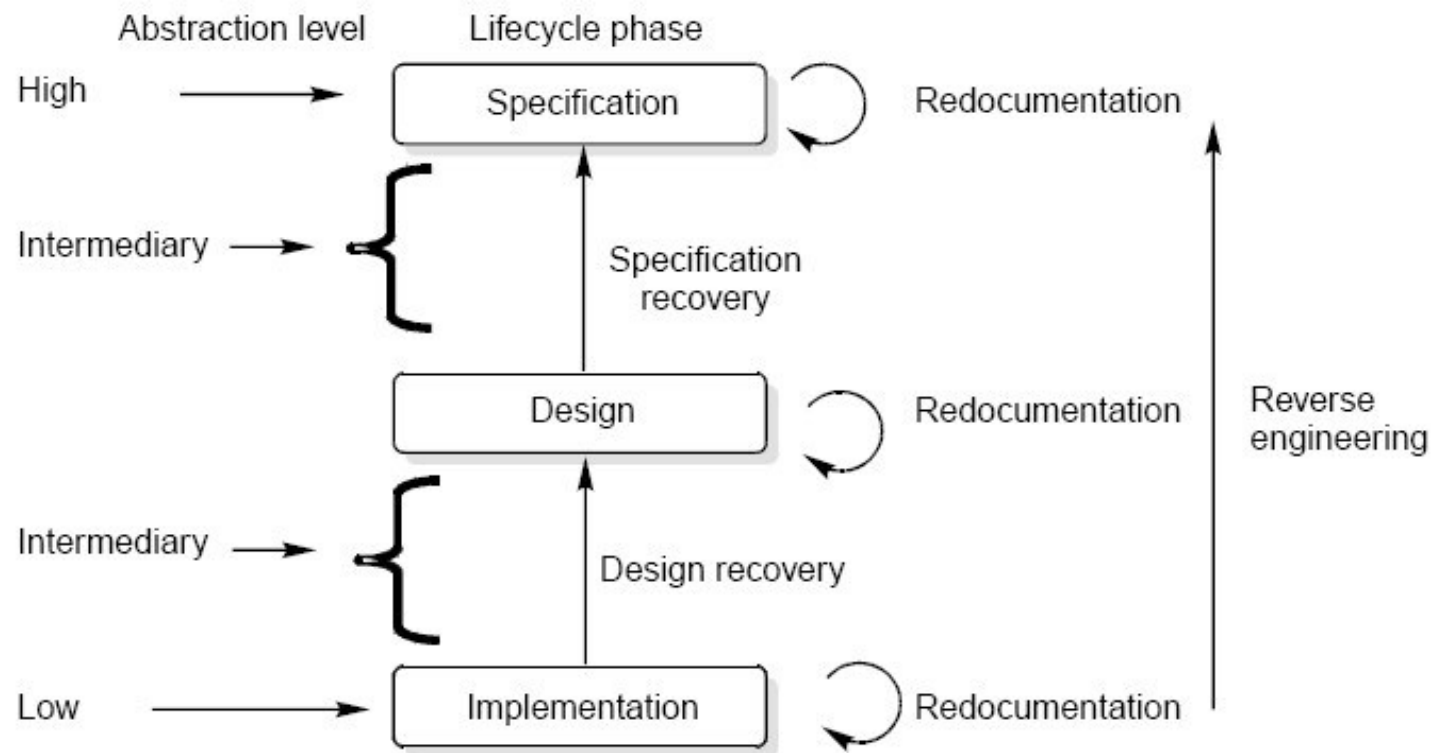 Abstraction level Lifecycle phase
High Specification Redocumentation
Intermediary
Specification
recovery
Design Redocumentation
Reverse
engineering
Intermediary
Design recovery
Low Implementation Redocumentation